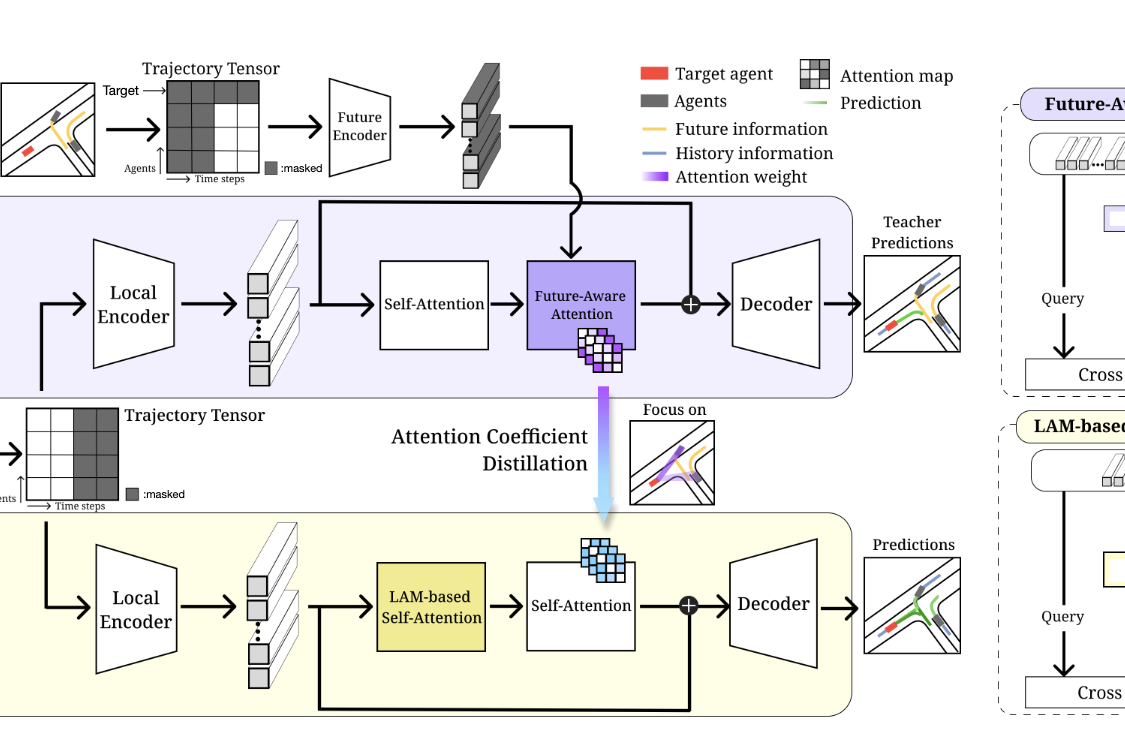 Trajectory Tensor
Target
Agents
Time steps
:masked
Future
Encoder
Target agent
Agents
Future information
History information
Attention weight
Attention map
Prediction
Future-A
Query
Cross
Local
Encoder
Self-Attention
Future-Aware
Attention
Decoder
Teacher
Predictions
Trajectory Tensor
ents
Time steps
:masked
Attention Coefficient
Distillation
Focus on
LAM-based
Query
Cross
Local
Encoder
LAM-based
Self-Attention
Self-Attention
Decoder
Predictions